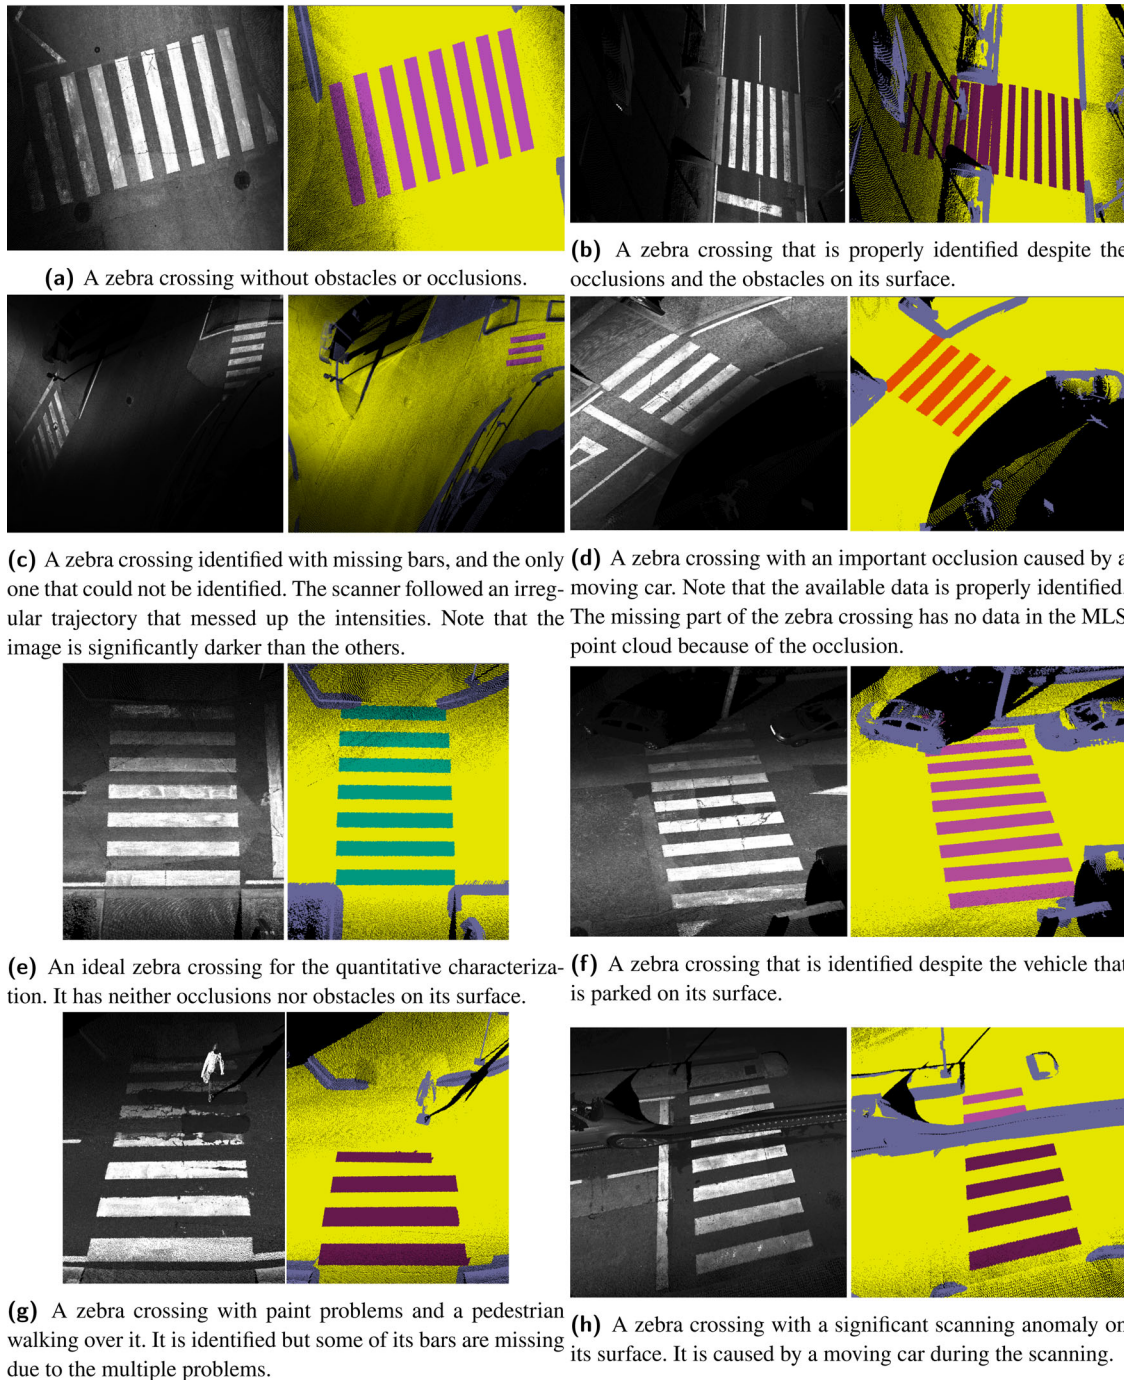 (a) A zebra crossing without obstacles or occlusions.
(b) A zebra crossing that is properly identified despite the
occlusions and the obstacles on its surface.
(c) A zebra crossing identified with missing bars, and the only
one that could not be identified. The scanner followed an irreg-
ular trajectory that messed up the intensities. Note that the
image is significantly darker than the others.
(d) A zebra crossing with an important occlusion caused by a
moving car. Note that the available data is properly identified.
The missing part of the zebra crossing has no data in the MLS
point cloud because of the occlusion.
(e) An ideal zebra crossing for the quantitative characteriza-
tion. It has neither occlusions nor obstacles on its surface.
(f) A zebra crossing that is identified despite the vehicle that
is parked on its surface.
(g) A zebra crossing with paint problems and a pedestrian
walking over it. It is identified but some of its bars are missing
due to the multiple problems.
(h) A zebra crossing with a significant scanning anomaly on
its surface. It is caused by a moving car during the scanning.